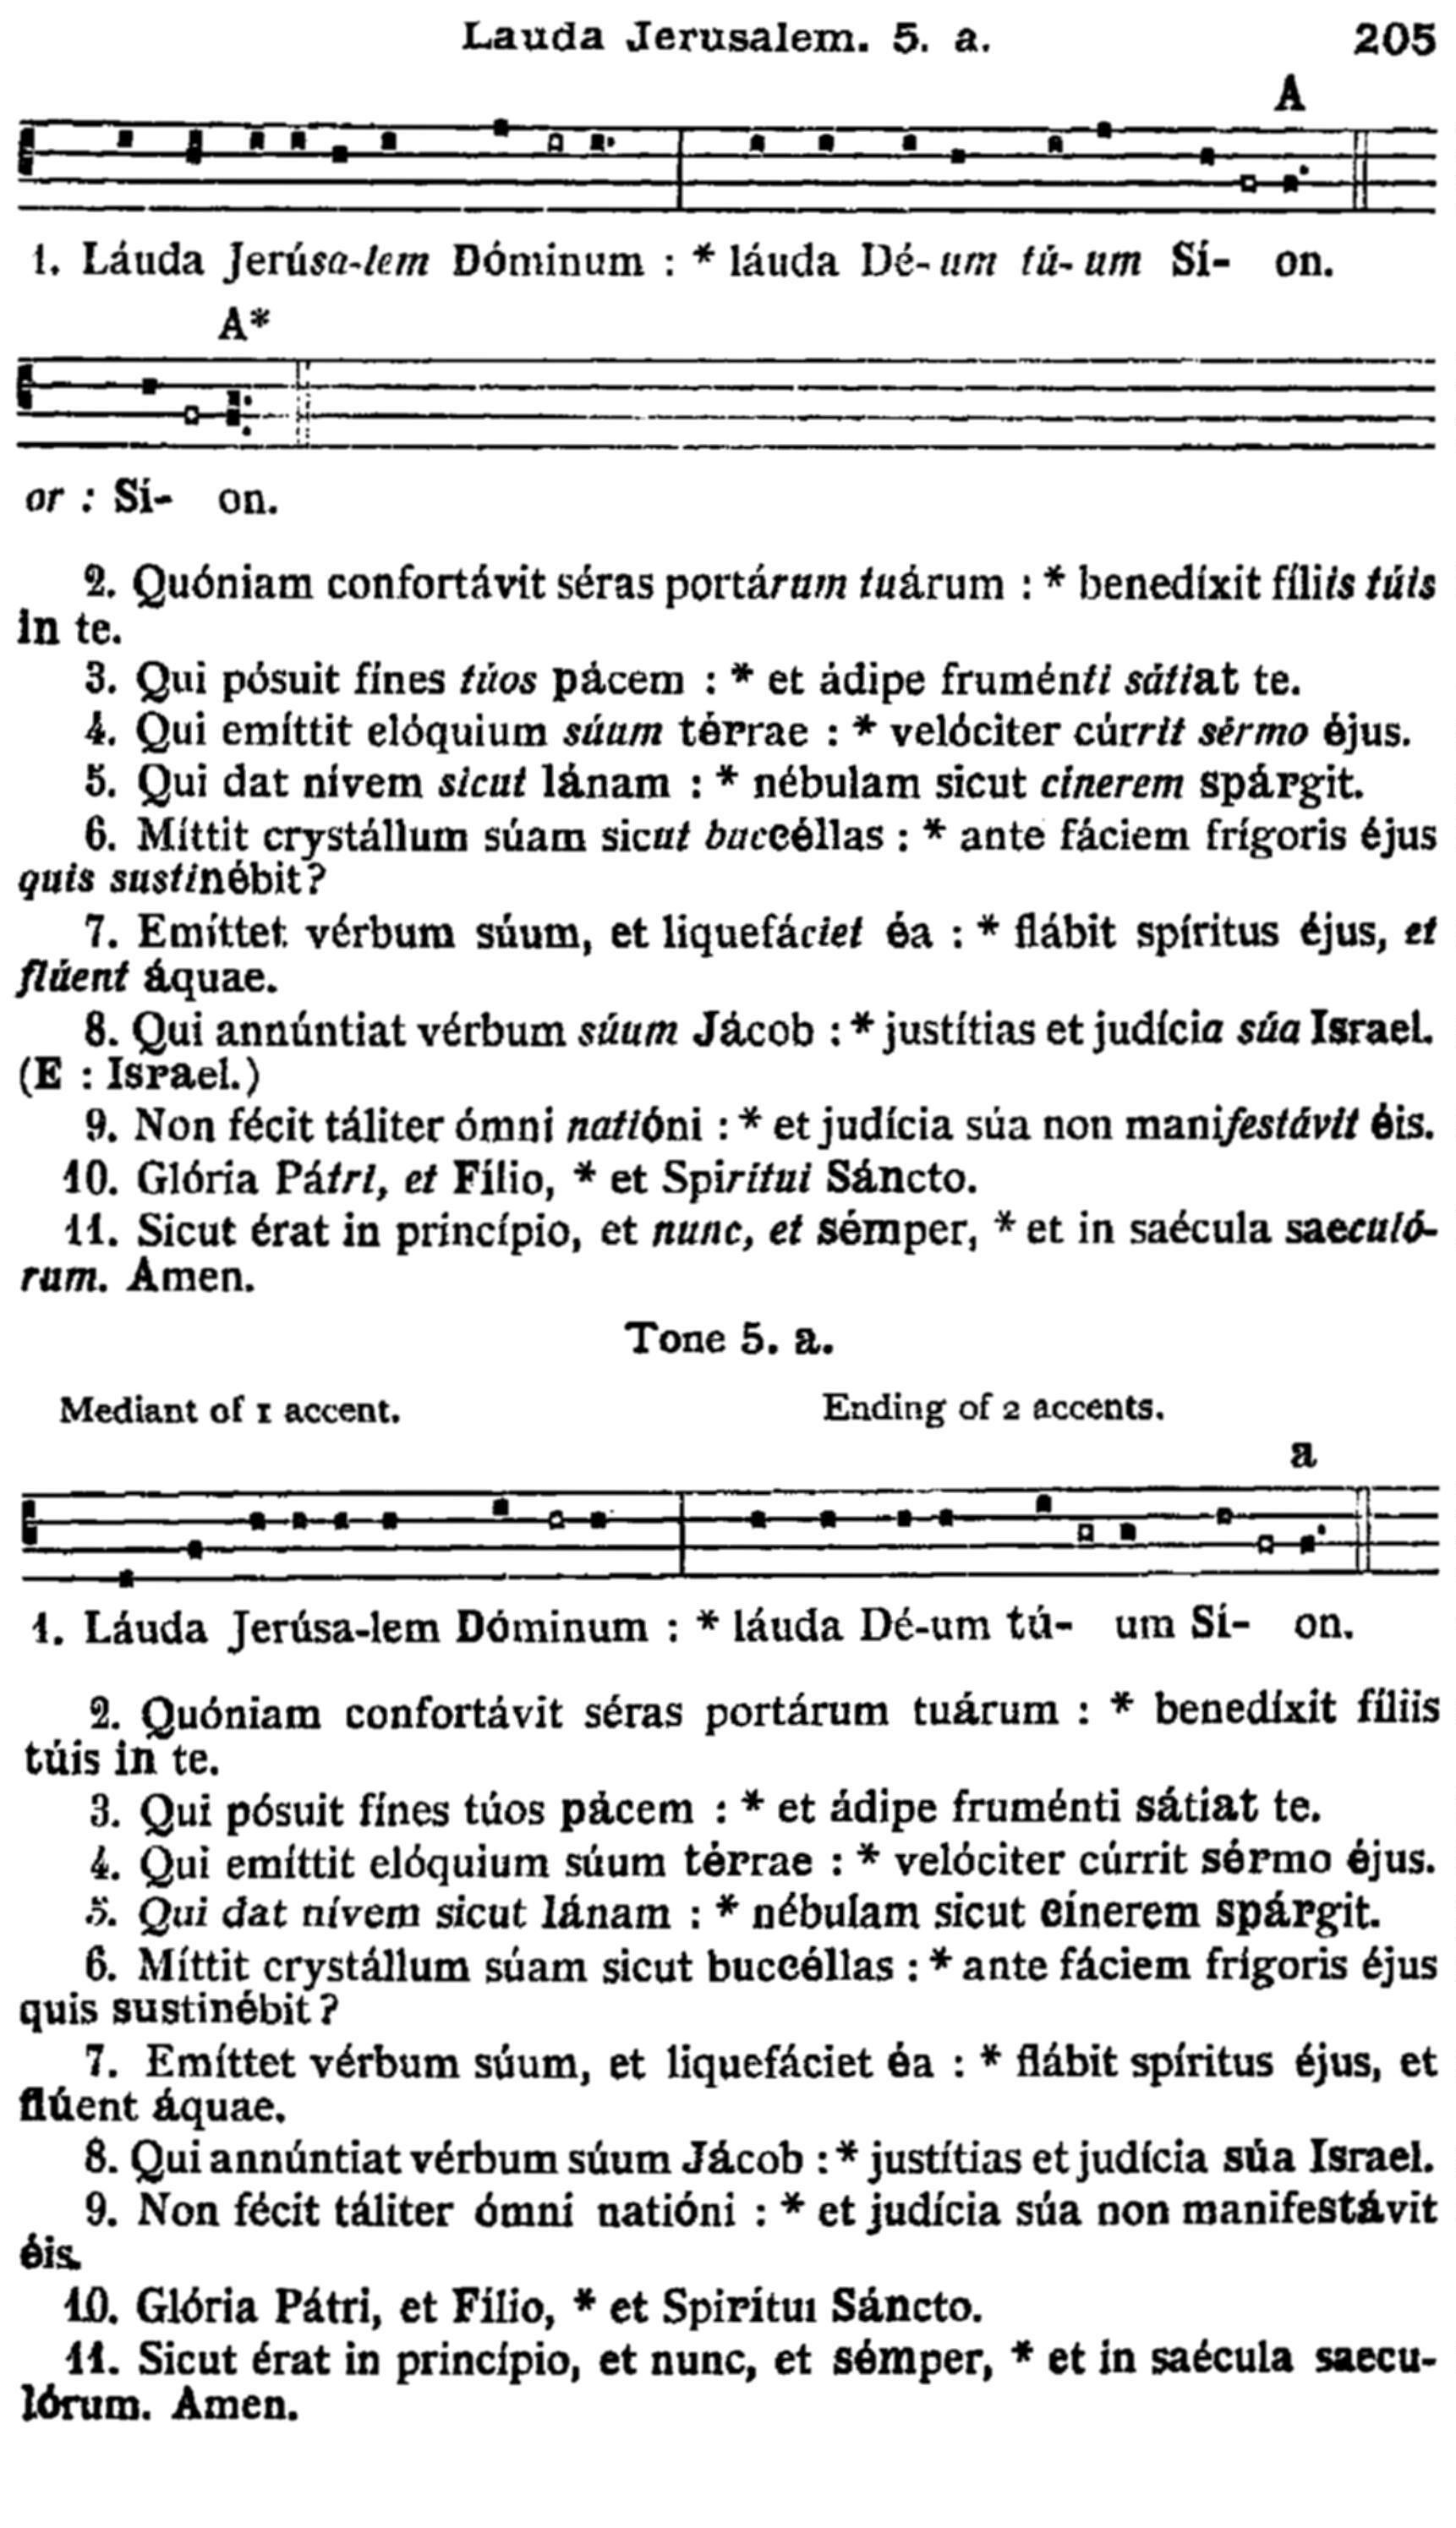 Lauda Jerusalem. 5. a. 205
A
1. Láuda Jerúsa-lem Dóminum : * láuda Dé-um tú-um Sí- on.
A*
or : Sí- on.
2. Quóniam confortávit séras portárum tuárum : * benedíxit fíliis túis
in te.
3. Qui pósuit fínes túos pácem : * et ádipe fruménti sátiat te.
4. Qui emíttit elóquium súum térrae : * velóciter cúrrit sérmo éjus.
5. Qui dat nívem sicut lánam : * nébulam sicut cínerem spárgit.
6. Míttit crystállum súam sicut buccéllas : * ante fáciem frígoris éjus
quis sustinébit?
7. Emíttet vérbum súum, et liquefáciet éa : * flábit spíritus éjus, et
flúent áquae.
8. Qui annúntiat vérbum súum Jácob : * justítias et judícia súa Israel.
(E : Israel.)
9. Non fécit táliter ómni natióni : * et judícia súa non manifestávit éis.
10. Glória Pátri, et Fílio, * et Spirítui Sáncto.
11. Sicut érat in princípio, et nunc, et sémper, * et in saécula saeculó-
rum. Amen.
Tone 5. a.
Mediant of 1 accent. Ending of 2 accents.
a
1. Láuda Jerúsa-lem Dóminum : * láuda Dé-um tú- um Sí- on.
2. Quóniam confortávit séras portárum tuárum : * benedíxit fíliis
túis in te.
3. Qui pósuit fínes túos pácem : * et ádipe fruménti sátiat te.
4. Qui emíttit elóquium súum térrae : * velóciter cúrrit sérmo éjus.
5. Qui dat nívem sicut lánam : * nébulam sicut cínerem spárgit.
6. Míttit crystállum súam sicut buccéllas : * ante fáciem frígoris éjus
quis sustinébit?
7. Emíttet vérbum súum, et liquefáciet éa : * flábit spíritus éjus, et
flúent áquae.
8. Qui annúntiat vérbum súum Jácob : * justítias et judícia súa Israel.
9. Non fécit táliter ómni natióni : * et judícia súa non manifestávit
éis.
10. Glória Pátri, et Fílio, * et Spirítui Sáncto.
11. Sicut érat in princípio, et nunc, et sémper, * et in saécula saecu-
lórum. Amen.